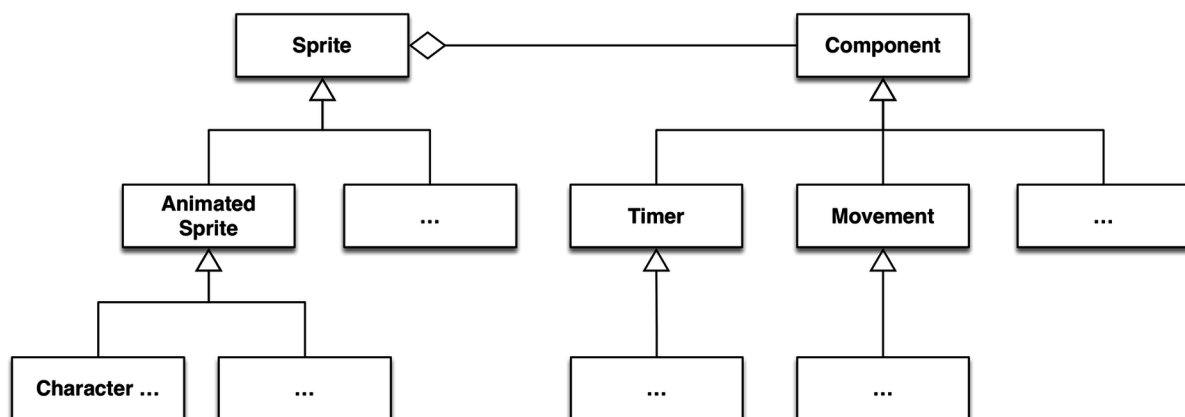 Sprite
Component
Animated
Sprite
...
Timer
Movement
...
Character ...
...
...
...